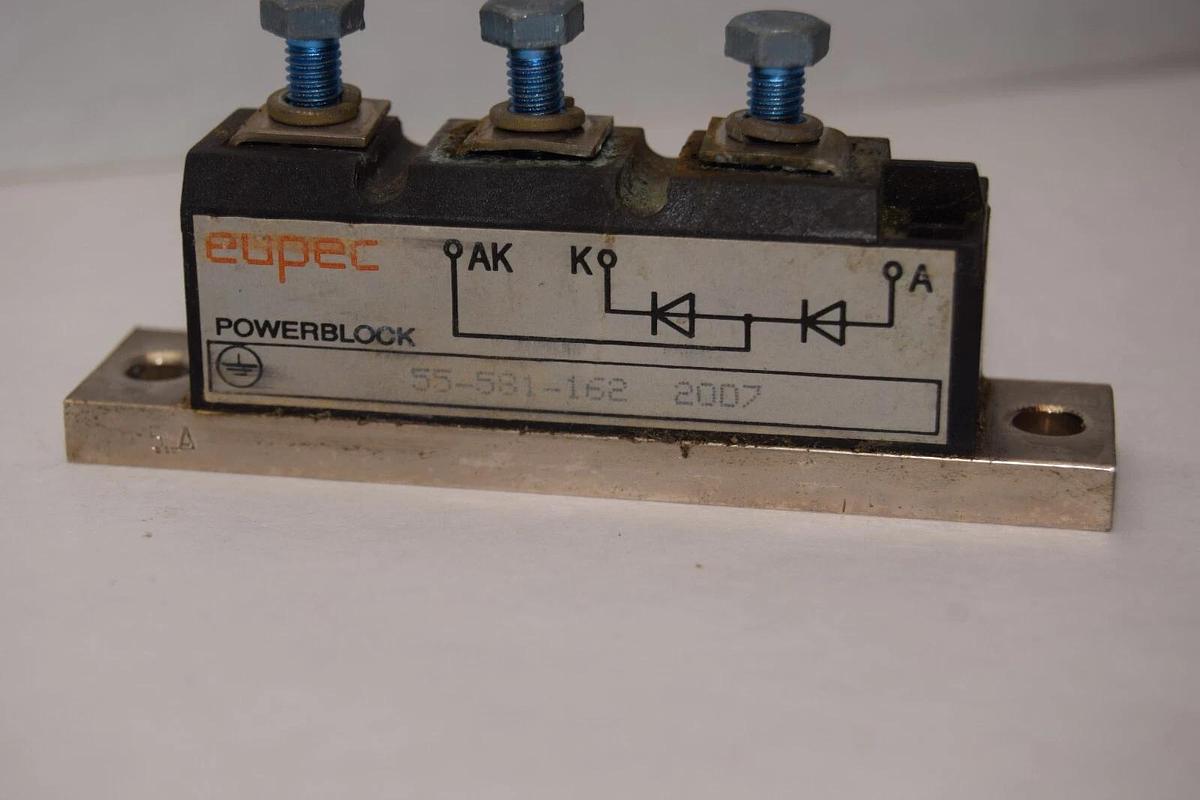 eupec
AK K A
POWERBLOCK
55-581-162 2007